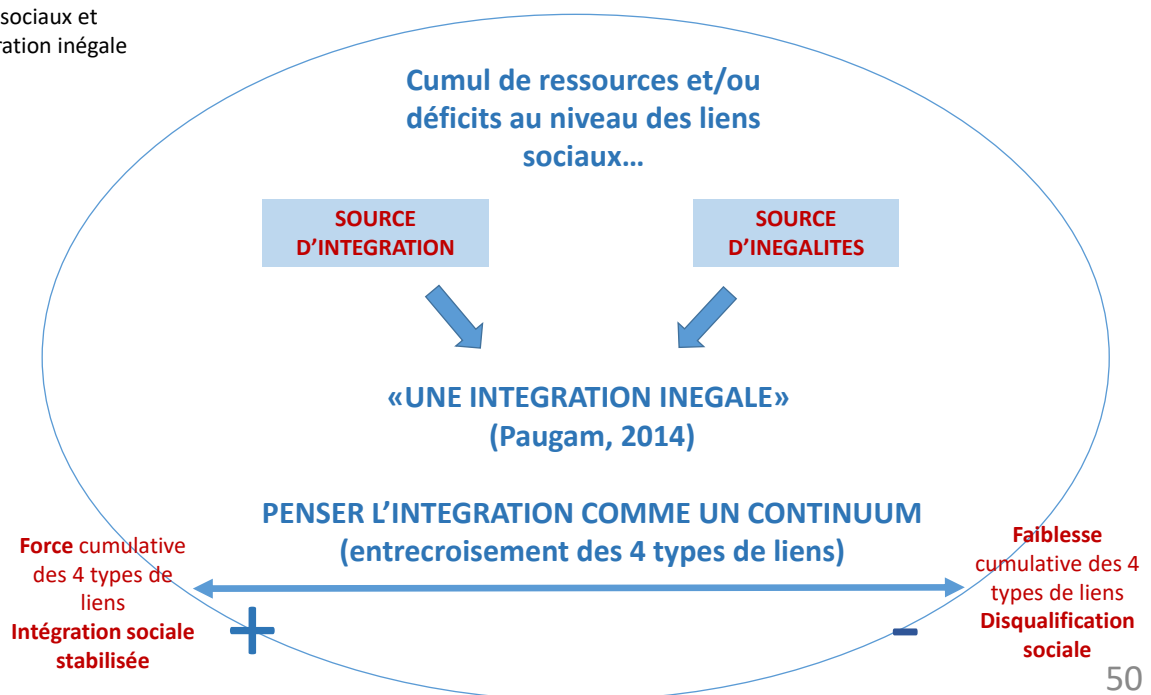 sociaux et
ration inégale
Cumul de ressources et/ou
déficits au niveau des liens
sociaux…
SOURCE
D’INTEGRATION
SOURCE
D’INEGALITES
«UNE INTEGRATION INEGALE»
(Paugam, 2014)
PENSER L’INTEGRATION COMME UN CONTINUUM
(entrecroisement des 4 types de liens)
Force cumulative
des 4 types de
liens
Intégration sociale
stabilisée
+
-
Faiblesse
cumulative des 4
types de liens
Disqualification
sociale
50